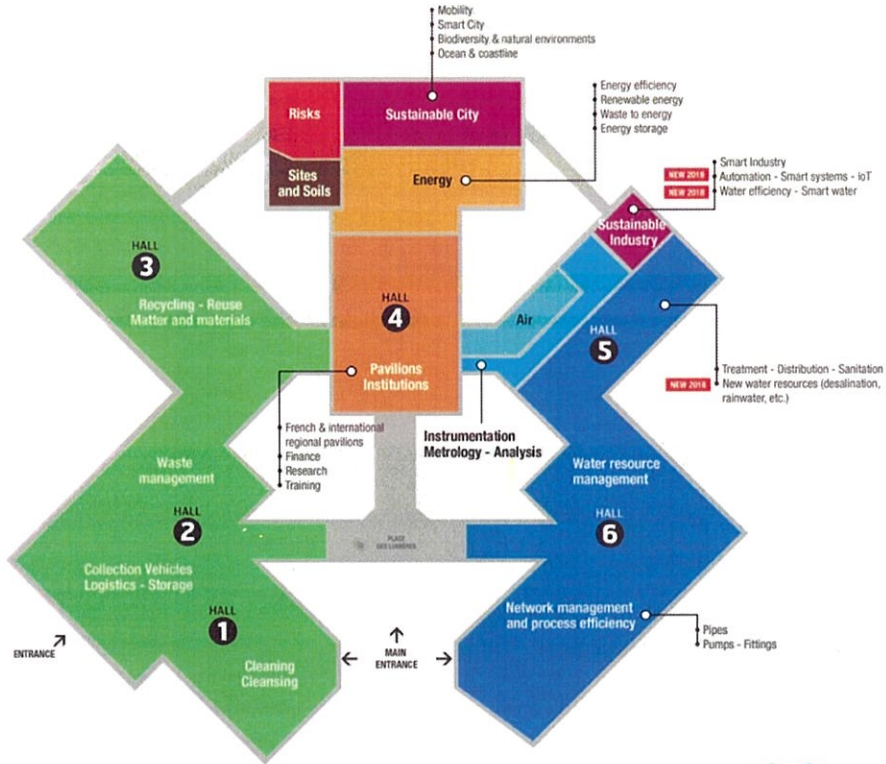 Mobility
Smart City
Biodiversity & natural environments
Ocean & coastline
Energy efficiency
Renewable energy
Waste to energy
Energy storage
Risks
Sustainable City
Sites
and Soils
Energy
Smart Industry
NEW 2018 Automation - Smart systems - IoT
NEW 2018 Water efficiency - Smart water
Sustainable
Industry
HALL
3
Recycling - Reuse
Matter and materials
HALL
4
Pavilions
Institutions
Air
HALL
5
Treatment - Distribution - Sanitation
NEW 2018 New water resources (desalination,
rainwater, etc.)
French & international
regional pavilions
Finance
Research
Training
Instrumentation
Metrology - Analysis
Waste
management
HALL
2
Collection Vehicles
Logistics - Storage
PLACE
DES LUMIÈRES
Water resource
management
HALL
6
Network management
and process efficiency
Pipes
Pumps - Fittings
HALL
1
Cleaning
Cleansing
ENTRANCE
MAIN
ENTRANCE